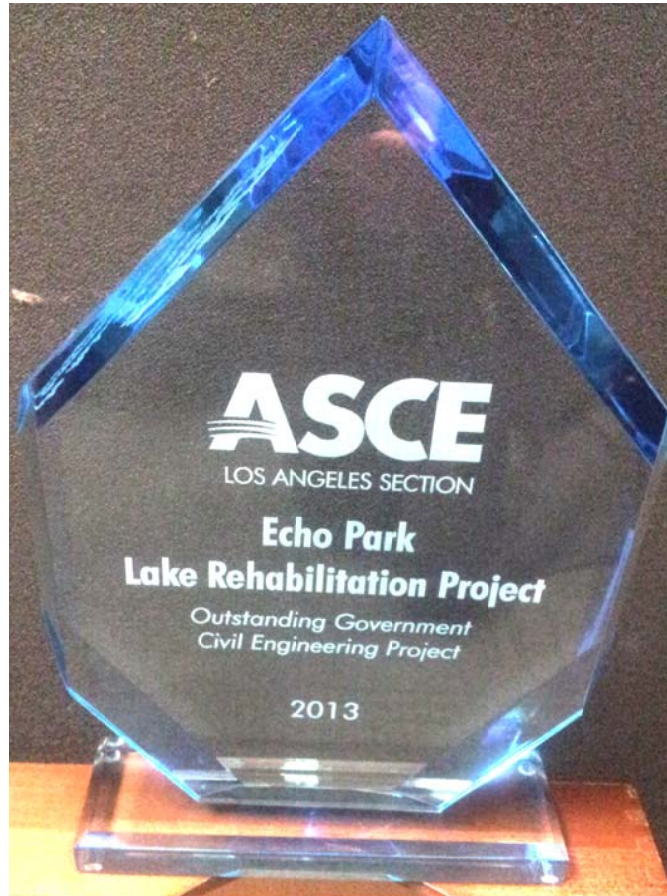 ASCE
LOS ANGELES SECTION
Echo Park
Lake Rehabilitation Project
Outstanding Government
Civil Engineering Project
2013